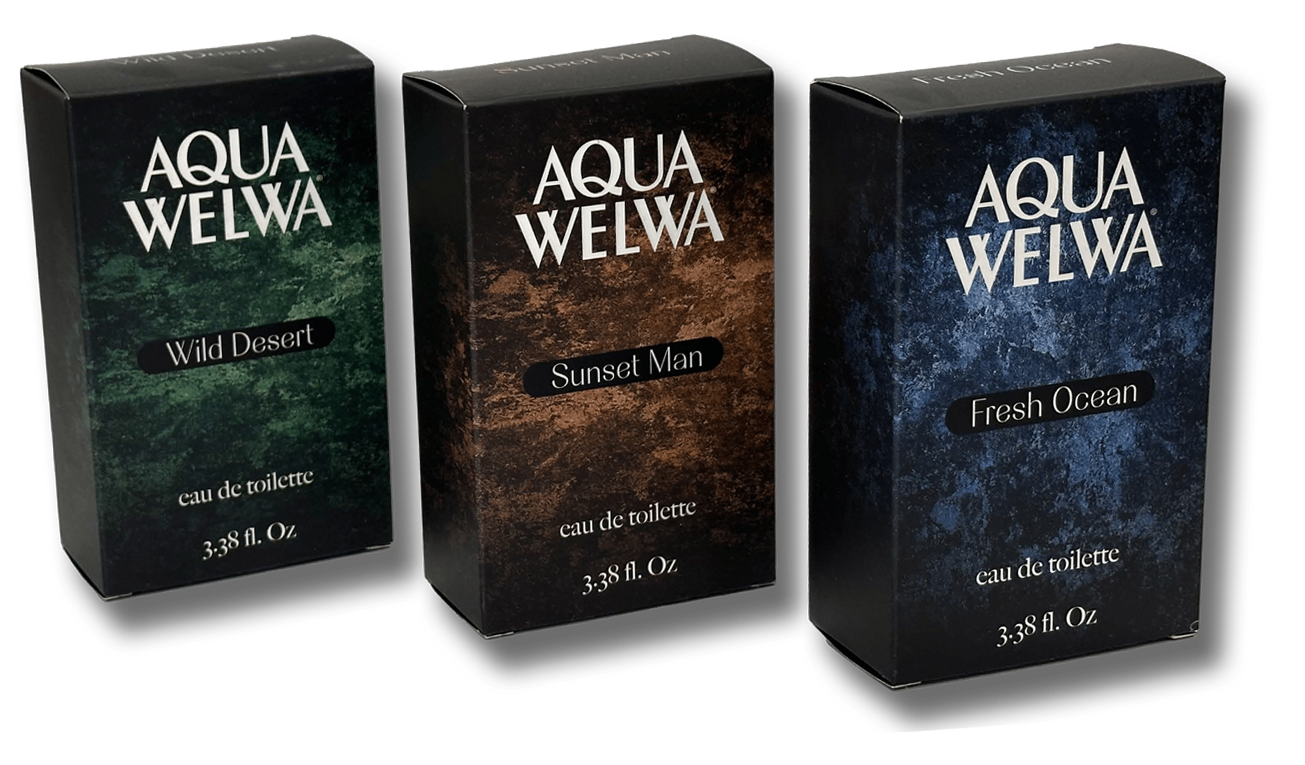 Wild Desert
AQUA
WELWA®
Wild Desert
eau de toilette
3.38 fl. Oz
Sunset Man
AQUA
WELWA®
Sunset Man
eau de toilette
3.38 fl. Oz
Fresh Ocean
AQUA
WELWA®
Fresh Ocean
eau de toilette
3.38 fl. Oz